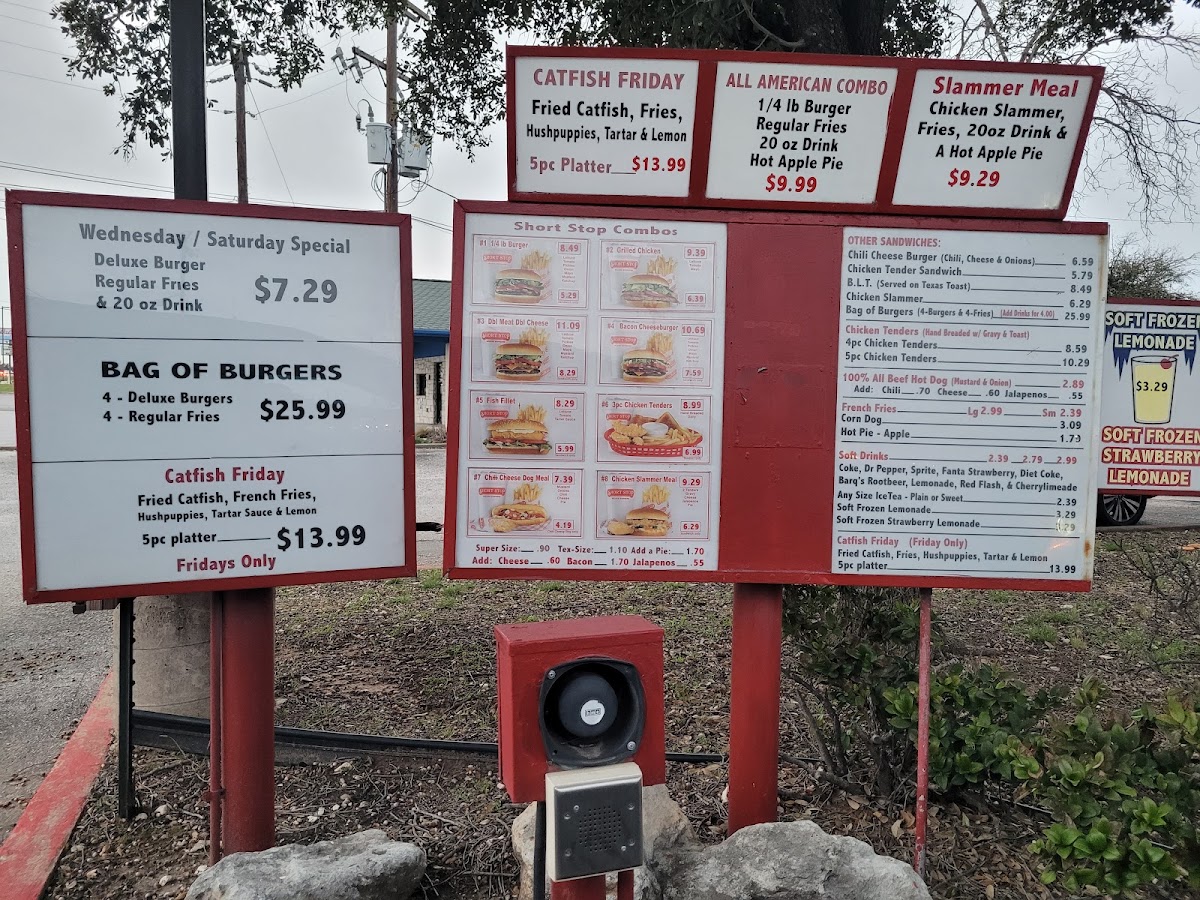 Wednesday / Saturday Special
Deluxe Burger
Regular Fries
& 20 oz Drink
$7.29
BAG OF BURGERS
4 - Deluxe Burgers
4 - Regular Fries
$25.99
Catfish Friday
Fried Catfish, French Fries,
Hushpuppies, Tartar Sauce & Lemon
5pc platter $13.99
Fridays Only
CATFISH FRIDAY
Fried Catfish, Fries,
Hushpuppies, Tartar & Lemon
5pc Platter $13.99
ALL AMERICAN COMBO
1/4 lb Burger
Regular Fries
20 oz Drink
Hot Apple Pie
$9.99
Slammer Meal
Chicken Slammer,
Fries, 20oz Drink &
A Hot Apple Pie
$9.29
Short Stop Combos
#1 1/4 lb Burger 8.49
5.29
#2 Grilled Chicken 9.39
6.39
#3 Dbl Meat Dbl Cheese 11.09
8.29
#4 Bacon Cheeseburger 10.69
7.59
#5 Fish Fillet 8.29
5.99
#6 3pc Chicken Tenders 8.99
6.99
#7 Chili Cheese Dog Meal 7.39
4.19
#8 Chicken Slammer Meal 9.29
6.29
Super Size: .90 Tex-Size: 1.10 Add a Pie: 1.70
Add: Cheese .60 Bacon 1.70 Jalapenos .55
OTHER SANDWICHES:
Chili Cheese Burger (Chili, Cheese & Onions) 6.59
Chicken Tender Sandwich 5.79
B.L.T. (Served on Texas Toast) 8.49
Chicken Slammer 6.29
Bag of Burgers (4-Burgers & 4-Fries) (Add Drinks for 4.00) 25.99
Chicken Tenders (Hand Breaded w/ Gravy & Toast)
4pc Chicken Tenders 8.59
5pc Chicken Tenders 10.29
100% All Beef Hot Dog (Mustard & Onion) 2.89
Add: Chili .70 Cheese .60 Jalapenos .55
French Fries Lg 2.99 Sm 2.39
Corn Dog 3.09
Hot Pie - Apple
Soft Drinks 2.39 2.79 2.99
Coke, Dr Pepper, Sprite, Fanta Strawberry, Diet Coke,
Barq's Rootbeer, Lemonade, Red Flash, & Cherrylimeade
Any Size IceTea - Plain or Sweet 2.39
Soft Frozen Lemonade 3.29
Soft Frozen Strawberry Lemonade
Catfish Friday (Friday Only)
Fried Catfish, Fries, Hushpuppies, Tartar & Lemon
5pc platter 13.99
SOFT FROZEN
LEMONADE
$3.29
SOFT FROZEN
STRAWBERRY
LEMONADE